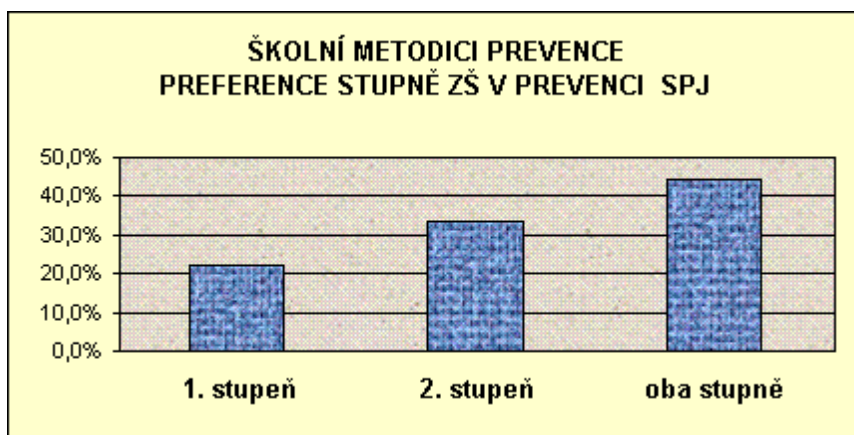 ŠKOLNÍ METODICI PREVENCE
PREFERENCE STUPNĚ ZŠ V PREVENCI SPJ
50,0%
40,0%
30,0%
20,0%
10,0%
0,0%
1. stupeň 2. stupeň oba stupně